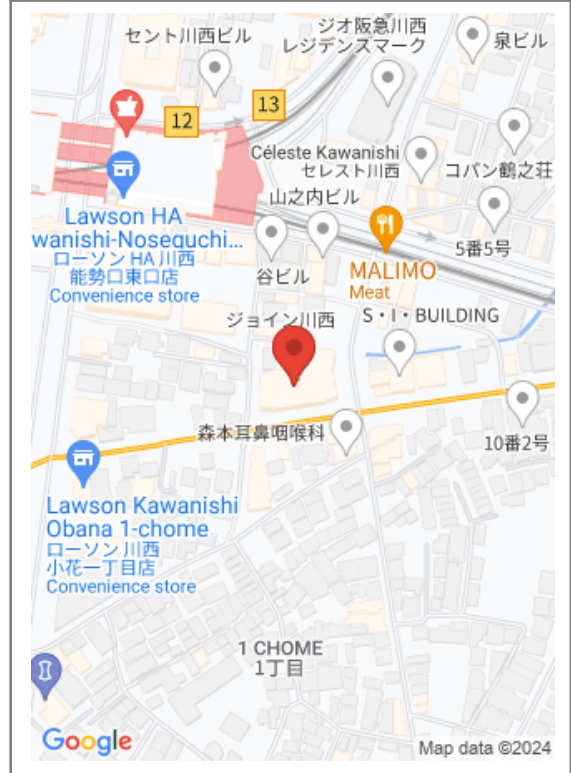 セント川西ビル
ジオ阪急川西
レジデンスマーク
泉ビル
13
12
Céleste Kawanishi
セレスト川西
コバン鶴之荘
Lawson HA
wanishi-Noseguchi...
ローソン HA 川西
能勢口東口店
Convenience store
山之内ビル
5番5号
谷ビル
MALIMO
Meat
ジョイン川西
S・I・BUILDING
森本耳鼻咽喉科
10番2号
Lawson Kawanishi
Obana 1-chome
ローソン 川西
小花一丁目店
Convenience store
1 CHOME
1丁目
Google
Map data ©2024